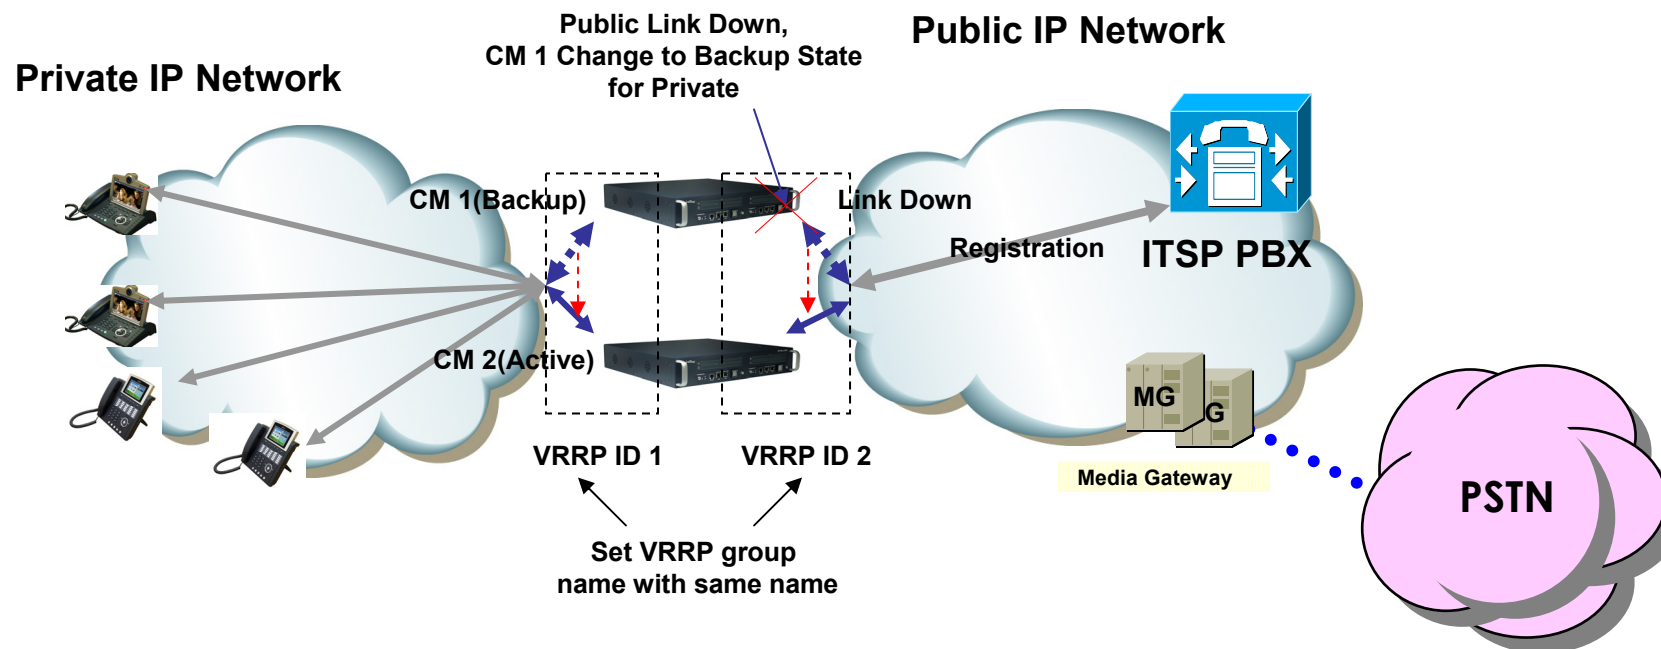 Public Link Down,
CM 1 Change to Backup State
for Private
Public IP Network
Private IP Network
CM 1(Backup)
Link Down
Registration
ITSP PBX
CM 2(Active)
MG
G
Media Gateway
VRRP ID 1
VRRP ID 2
PSTN
Set VRRP group
name with same name